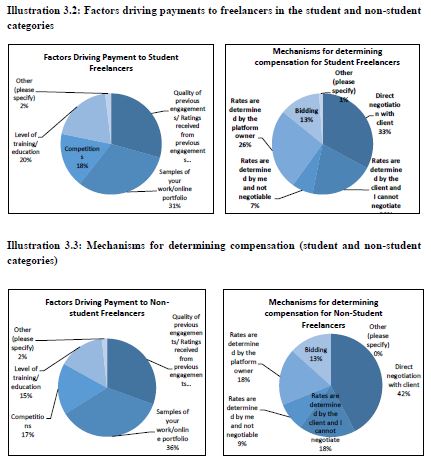 Illustration 3.2: Factors driving payments to freelancers in the student and non-student
categories
Factors Driving Payment to Student
Freelancers
Other
(please
specify)
2%
Level of
training/
education
20%
Competition
s
18%
Quality of
previous
engagement
s/ Ratings
received
from
previous
engagement
s...
Samples of
your
work/online
portfolio
31%
Mechanisms for determining
compensation for Student Freelancers
Other
(please
specify)
1%
Bidding
13%
Direct
negotiatio
n with
client
33%
Rates are
determine
d by the
platform
owner
26%
Rates are
determine
d by me
and not
negotiable
7%
Rates are
determine
d by the
client and
I cannot
negotiate
Illustration 3.3: Mechanisms for determining compensation (student and non-student
categories)
Factors Driving Payment to Non-
student Freelancers
Other
(please
specify)
2%
Level of
training/
education
15%
Competitio
ns
17%
Quality of
previous
engageme
nts/ Ratings
received
from
previous
engagemen
ts...
Samples of
your
work/onlin
e portfolio
36%
Mechanisms for determining
compensation for Non-Student
Freelancers
Other
(please
specify)
0%
Bidding
13%
Direct
negotiation
with client
42%
Rates are
determine
d by the
platform
owner
18%
Rates are
determine
d by me
and not
negotiable
9%
Rates are
determine
d by the
client and I
cannot
negotiate
18%